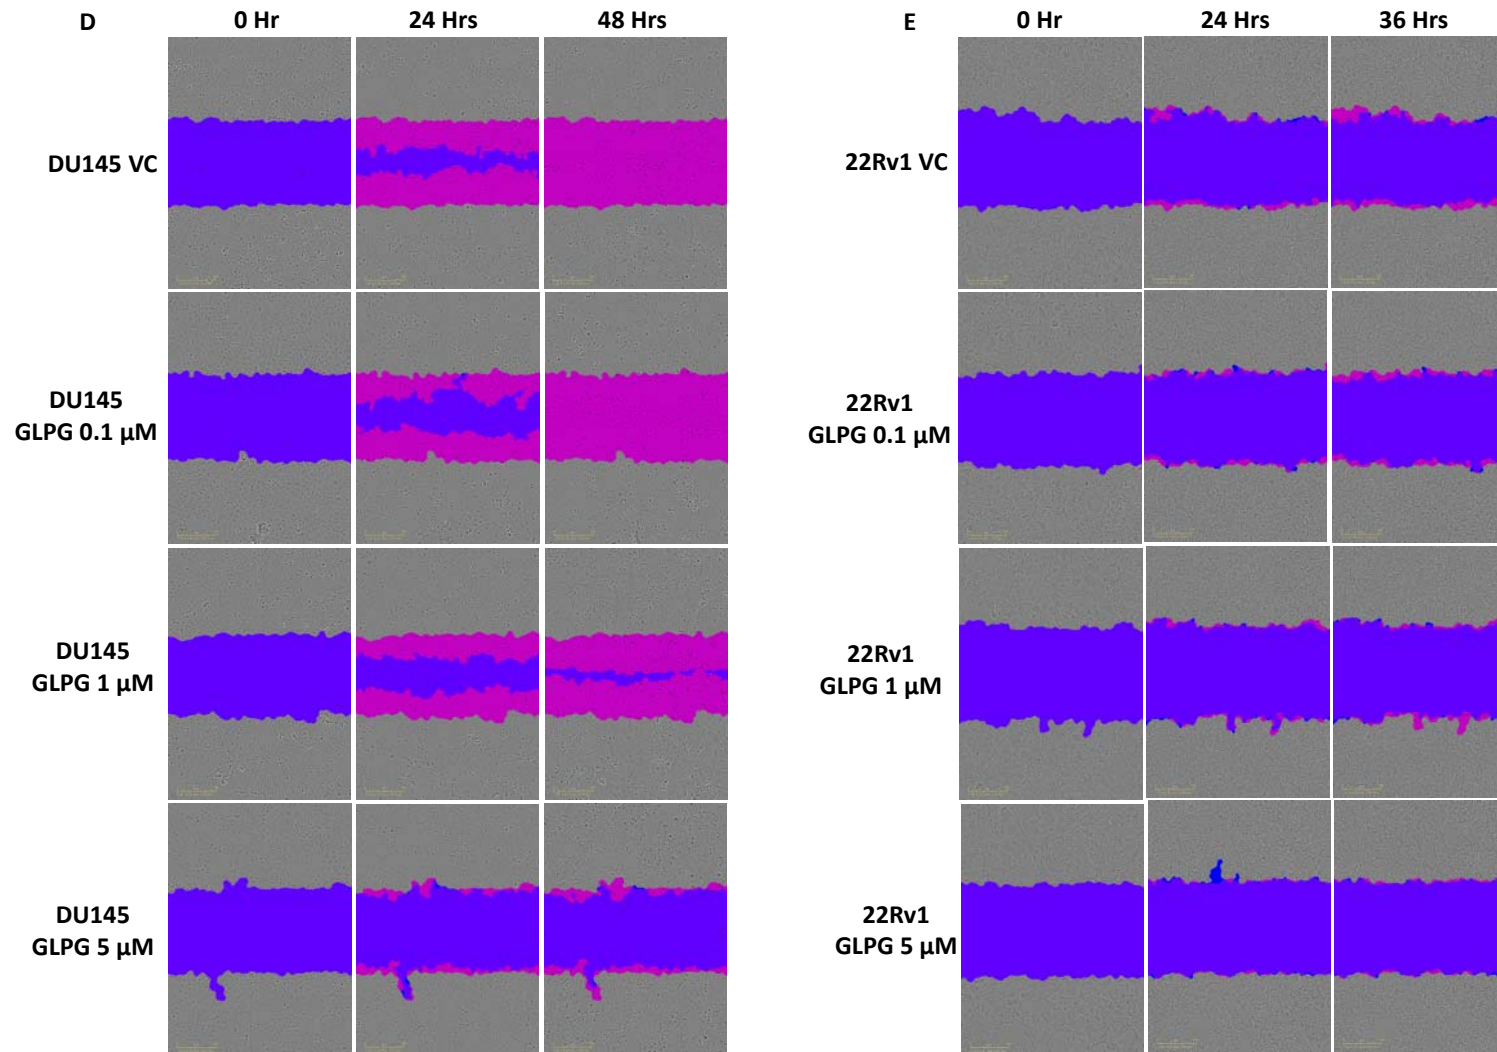 D 0 Hr 24 Hrs 48 Hrs
DU145 VC
DU145
GLPG 0.1 µM
DU145
GLPG 1 µM
DU145
GLPG 5 µM
E 0 Hr 24 Hrs 36 Hrs
22Rv1 VC
22Rv1
GLPG 0.1 µM
22Rv1
GLPG 1 µM
22Rv1
GLPG 5 µM